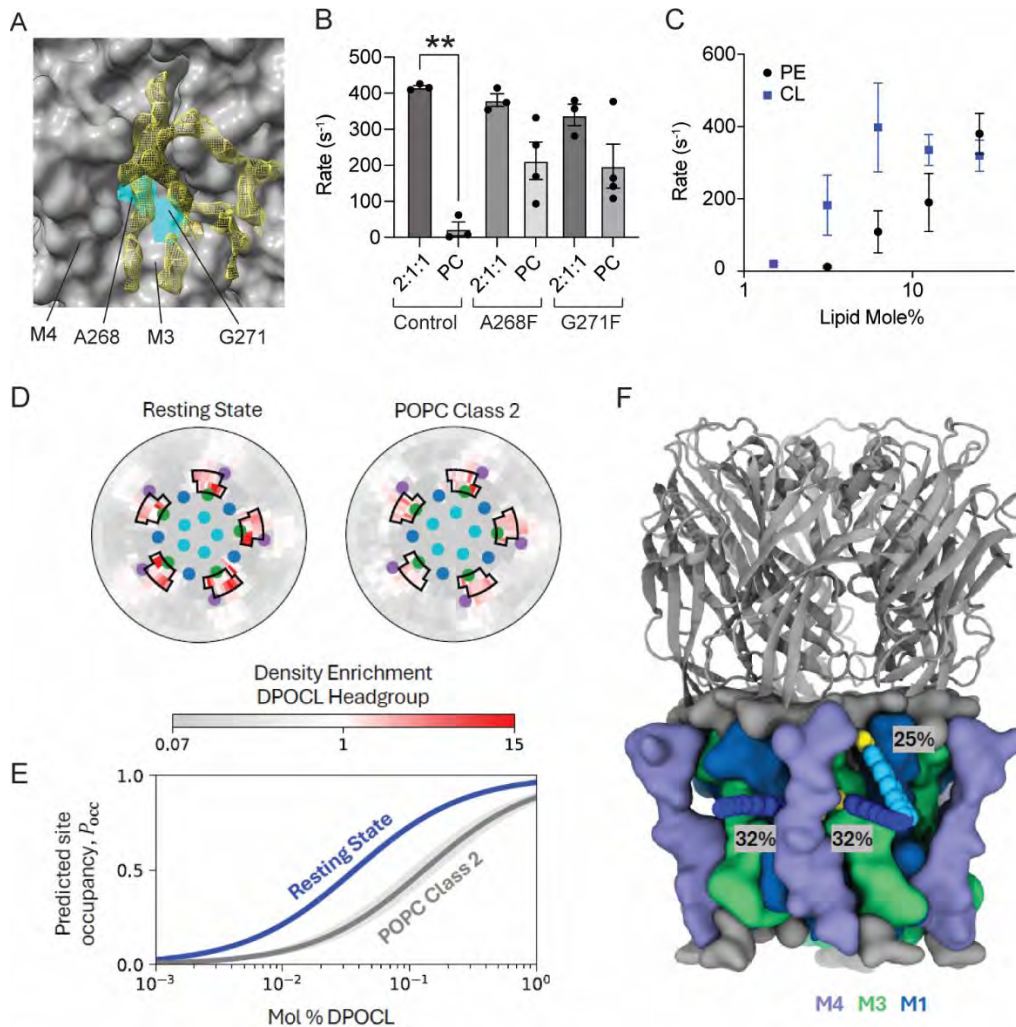 A
M4 A268 M3 G271
B
**
Rate (s⁻¹)
500
400
300
200
100
0
2:1:1 PC 2:1:1 PC 2:1:1 PC
Control A268F G271F
C
PE
CL
Rate (s⁻¹)
600
400
200
0
1 10
Lipid Mole%
D
Resting State POPC Class 2
Density Enrichment
DPOCL Headgroup
0.07 1 15
E
Predicted site
occupancy, Pocc
1.0
0.5
0.0
Resting State
POPC Class 2
10⁻³ 10⁻² 10⁻¹ 10⁰
Mol % DPOCL
F
25%
32% 32%
M4 M3 M1